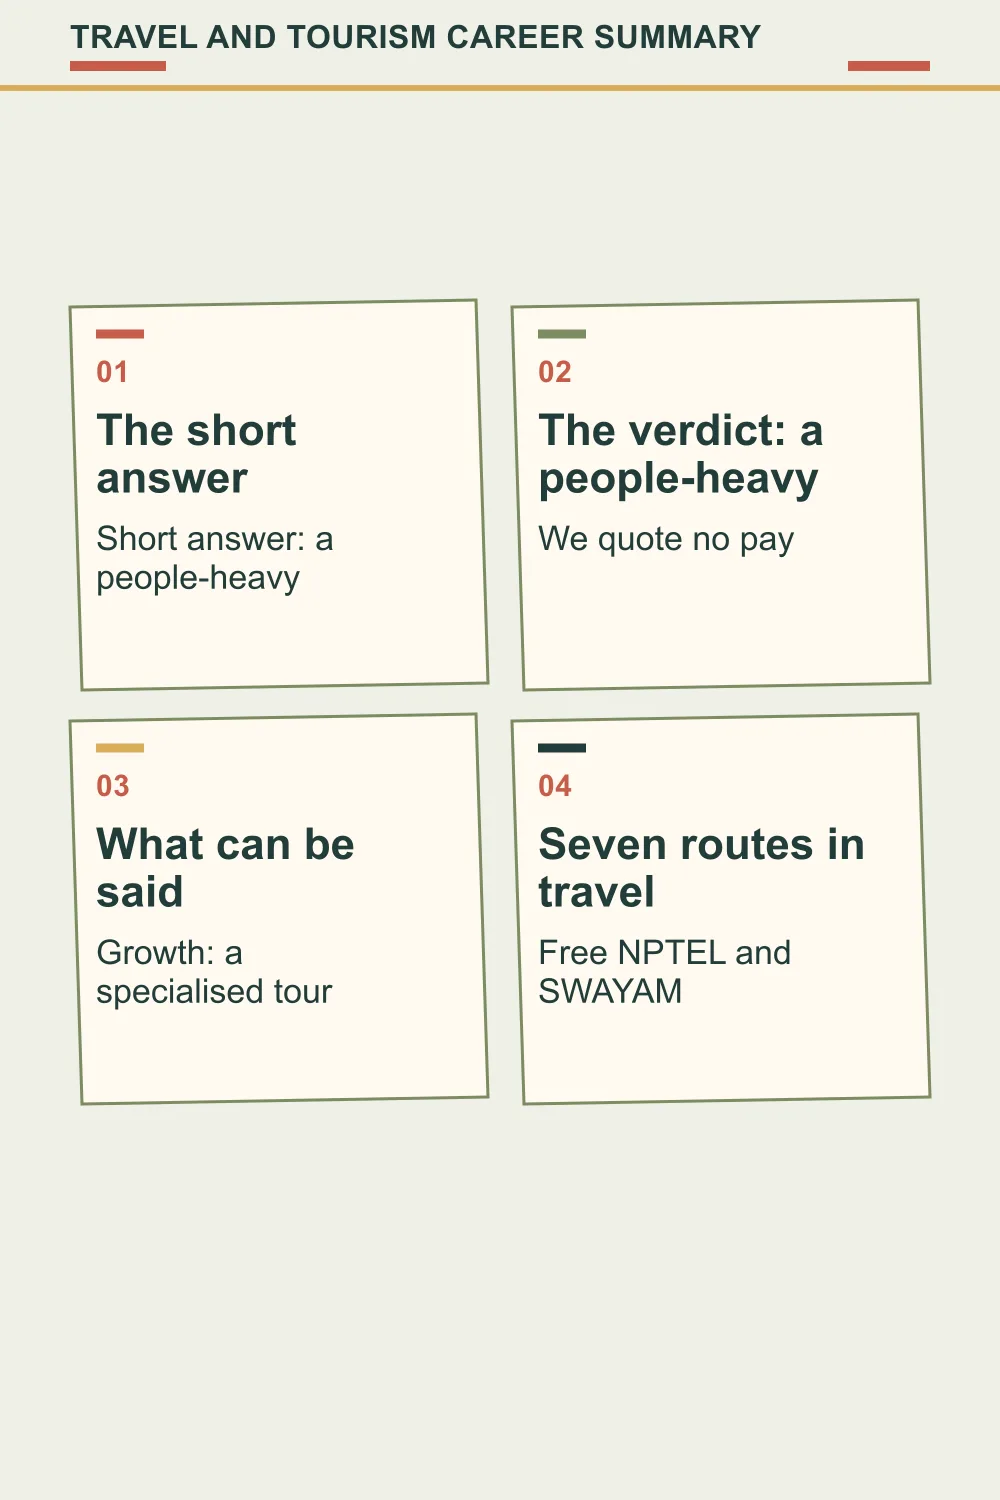 TRAVEL AND TOURISM CAREER SUMMARY
01
The short
answer
Short answer: a
people-heavy
02
The verdict: a
people-heavy
We quote no pay
03
What can be
said
Growth: a
specialised tour
04
Seven routes in
travel
Free NPTEL and
SWAYAM